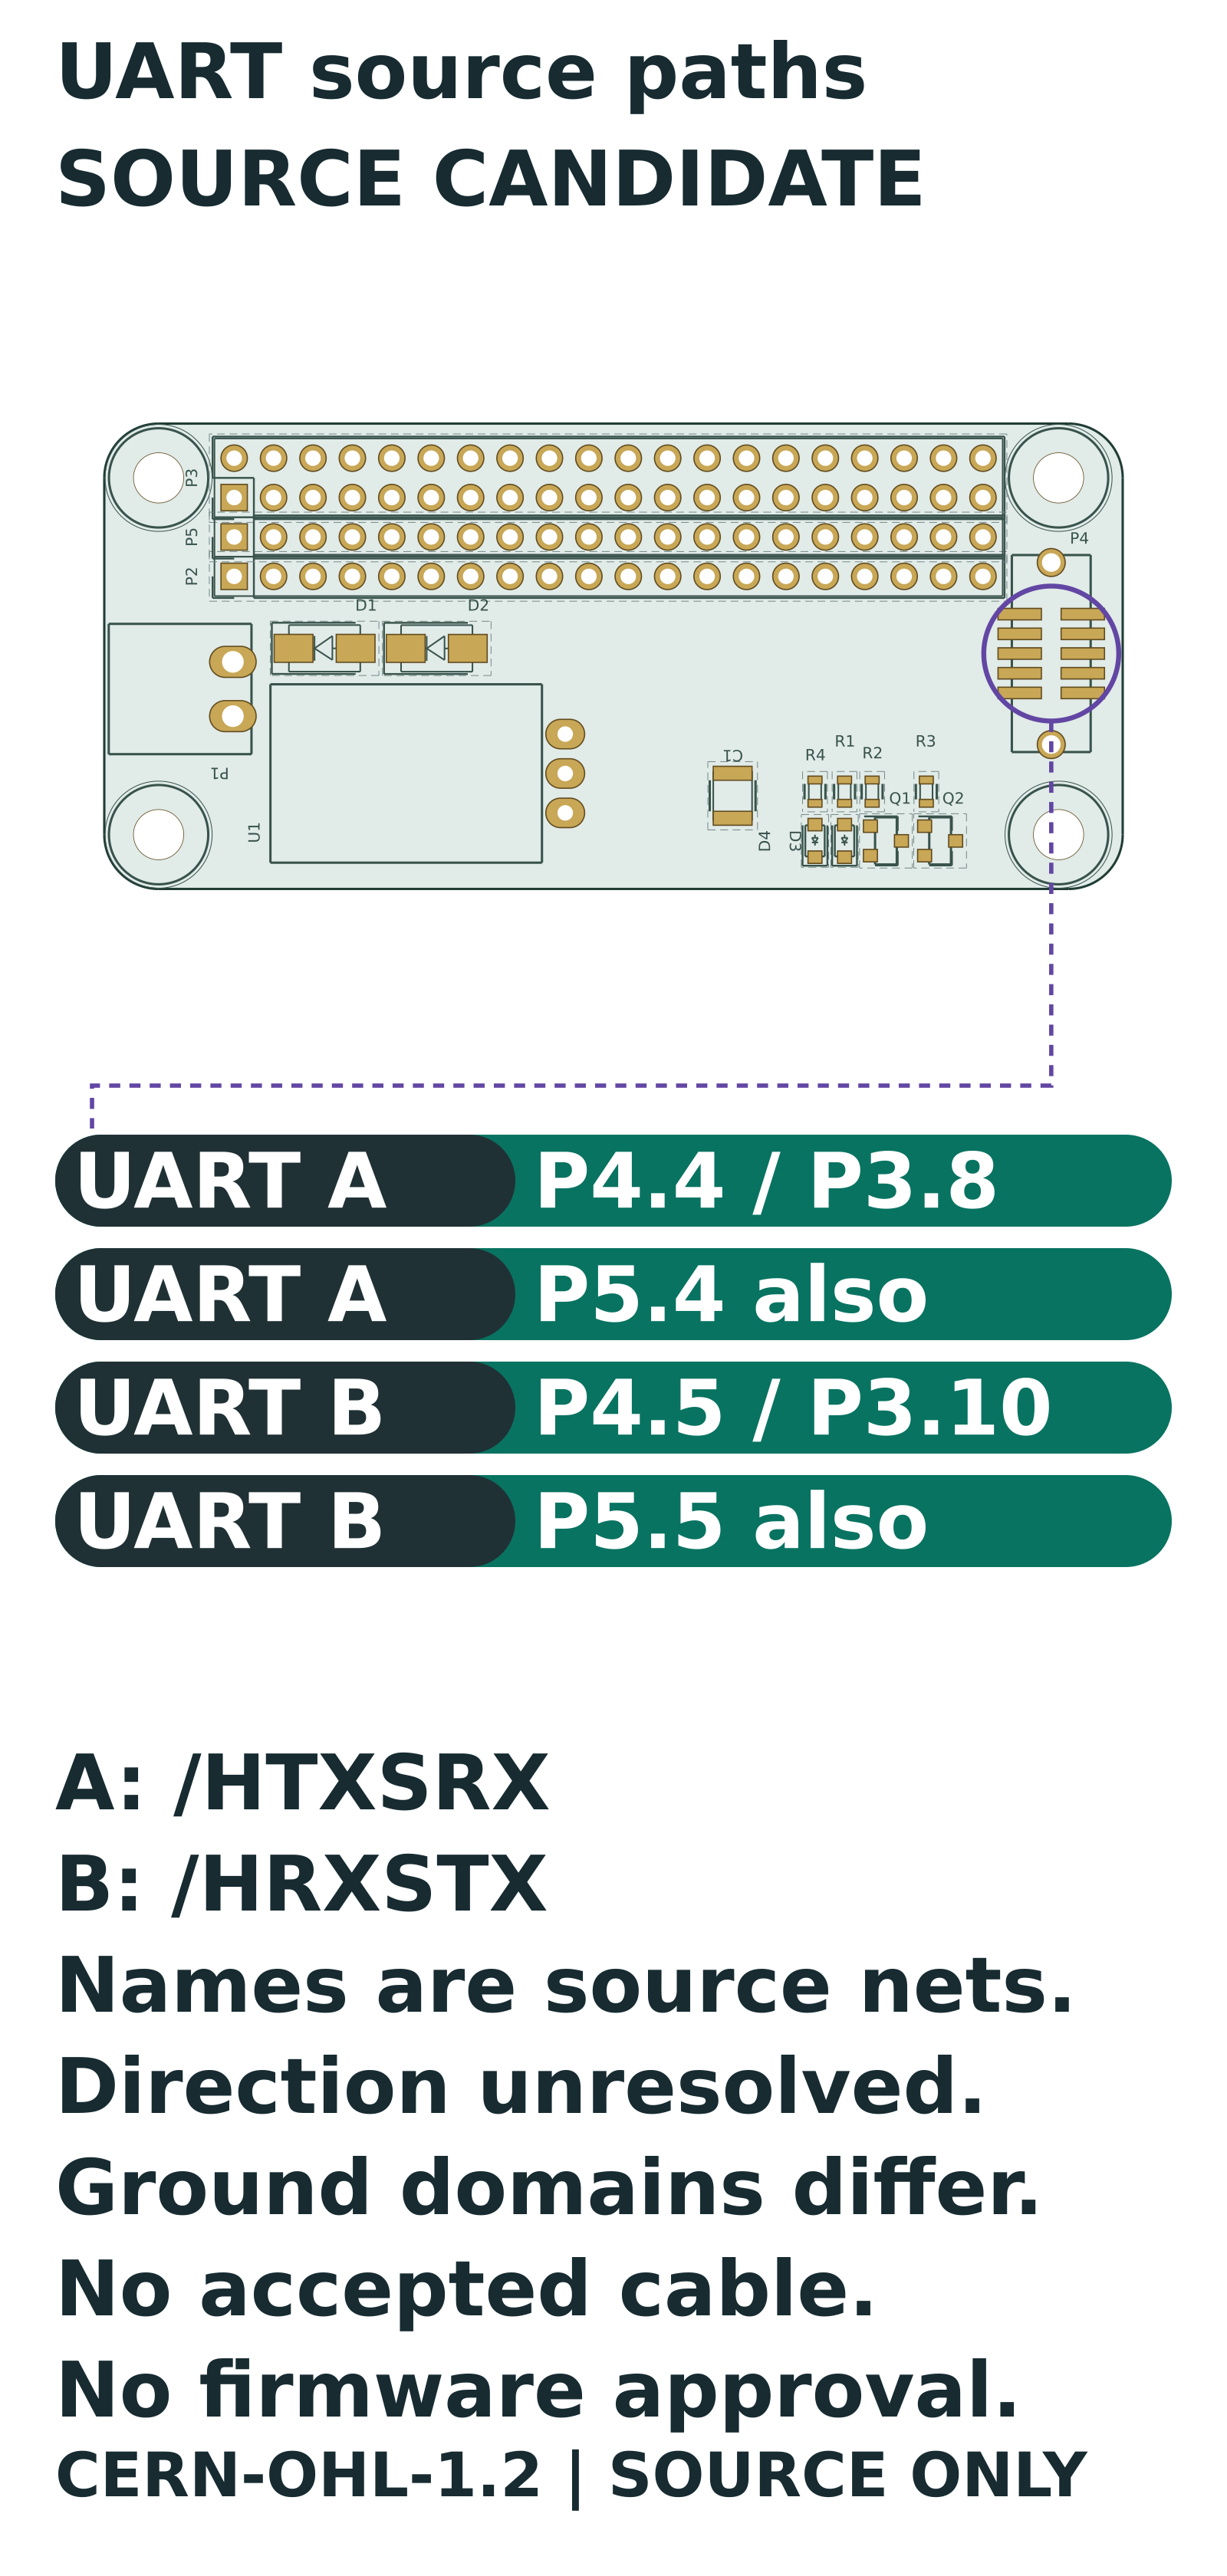 UART source paths
SOURCE CANDIDATE
P3
P5
P2
P4
D1 D2
P1
U1
C1
R4 R1 R2 R3
Q1 Q2
D4 D3
UART A P4.4 / P3.8
UART A P5.4 also
UART B P4.5 / P3.10
UART B P5.5 also
A: /HTXSRX
B: /HRXSTX
Names are source nets.
Direction unresolved.
Ground domains differ.
No accepted cable.
No firmware approval.
CERN-OHL-1.2 | SOURCE ONLY